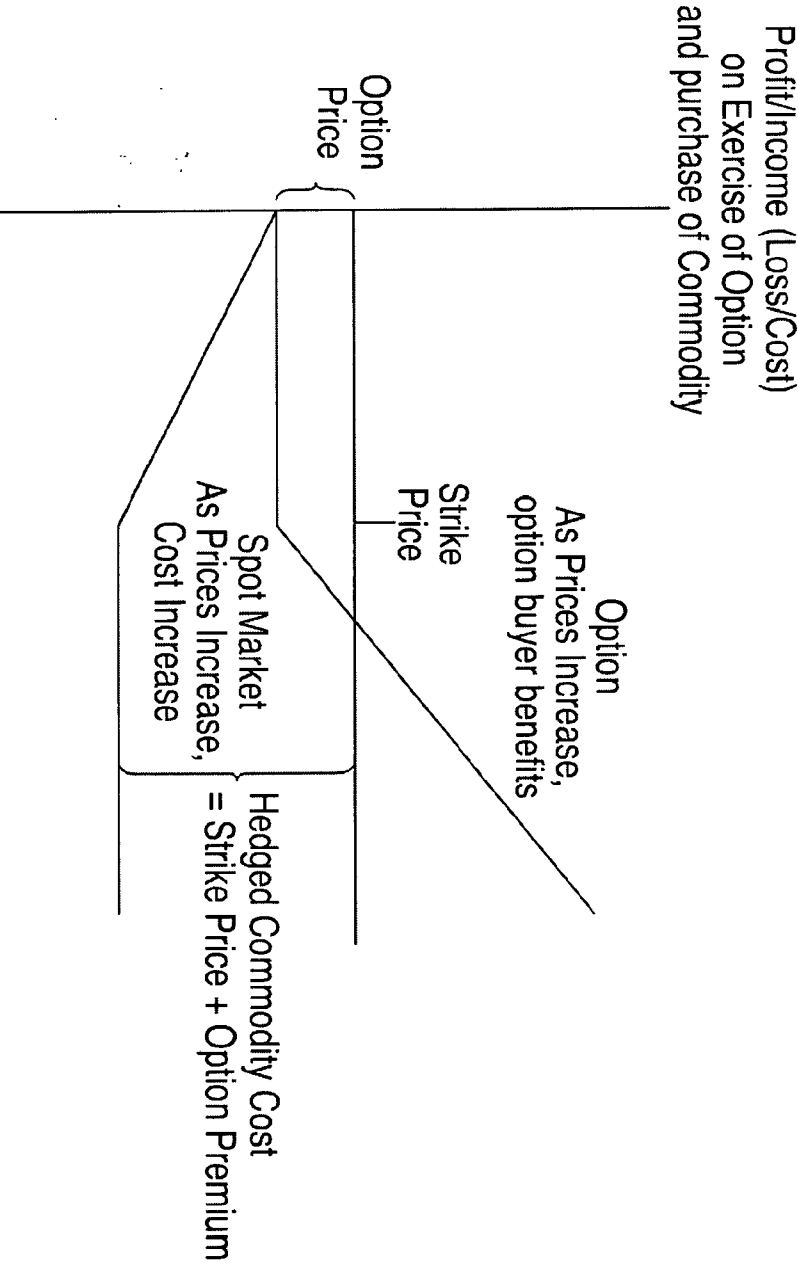 Profit/Income (Loss/Cost)
on Exercise of Option
and purchase of Commodity
Option
As Prices Increase,
option buyer benefits
Strike
Price
Option
Price
Spot Market
As Prices Increase,
Cost Increase
Hedged Commodity Cost
= Strike Price + Option Premium